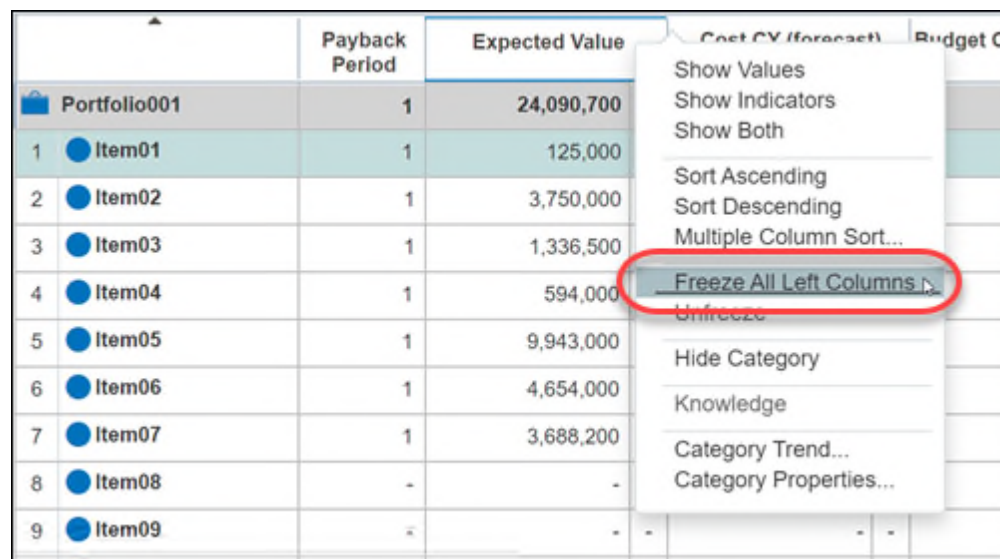 Payback Period
Expected Value
Cost CY (forecast)
Budget C
Portfolio001 1 24,090,700
1 Item01 1 125,000
2 Item02 1 3,750,000
3 Item03 1 1,336,500
4 Item04 1 594,000
5 Item05 1 9,943,000
6 Item06 1 4,654,000
7 Item07 1 3,688,200
8 Item08 - -
9 Item09 - - - - -
Show Values
Show Indicators
Show Both
Sort Ascending
Sort Descending
Multiple Column Sort...
Freeze All Left Columns
Unfreeze
Hide Category
Knowledge
Category Trend...
Category Properties...